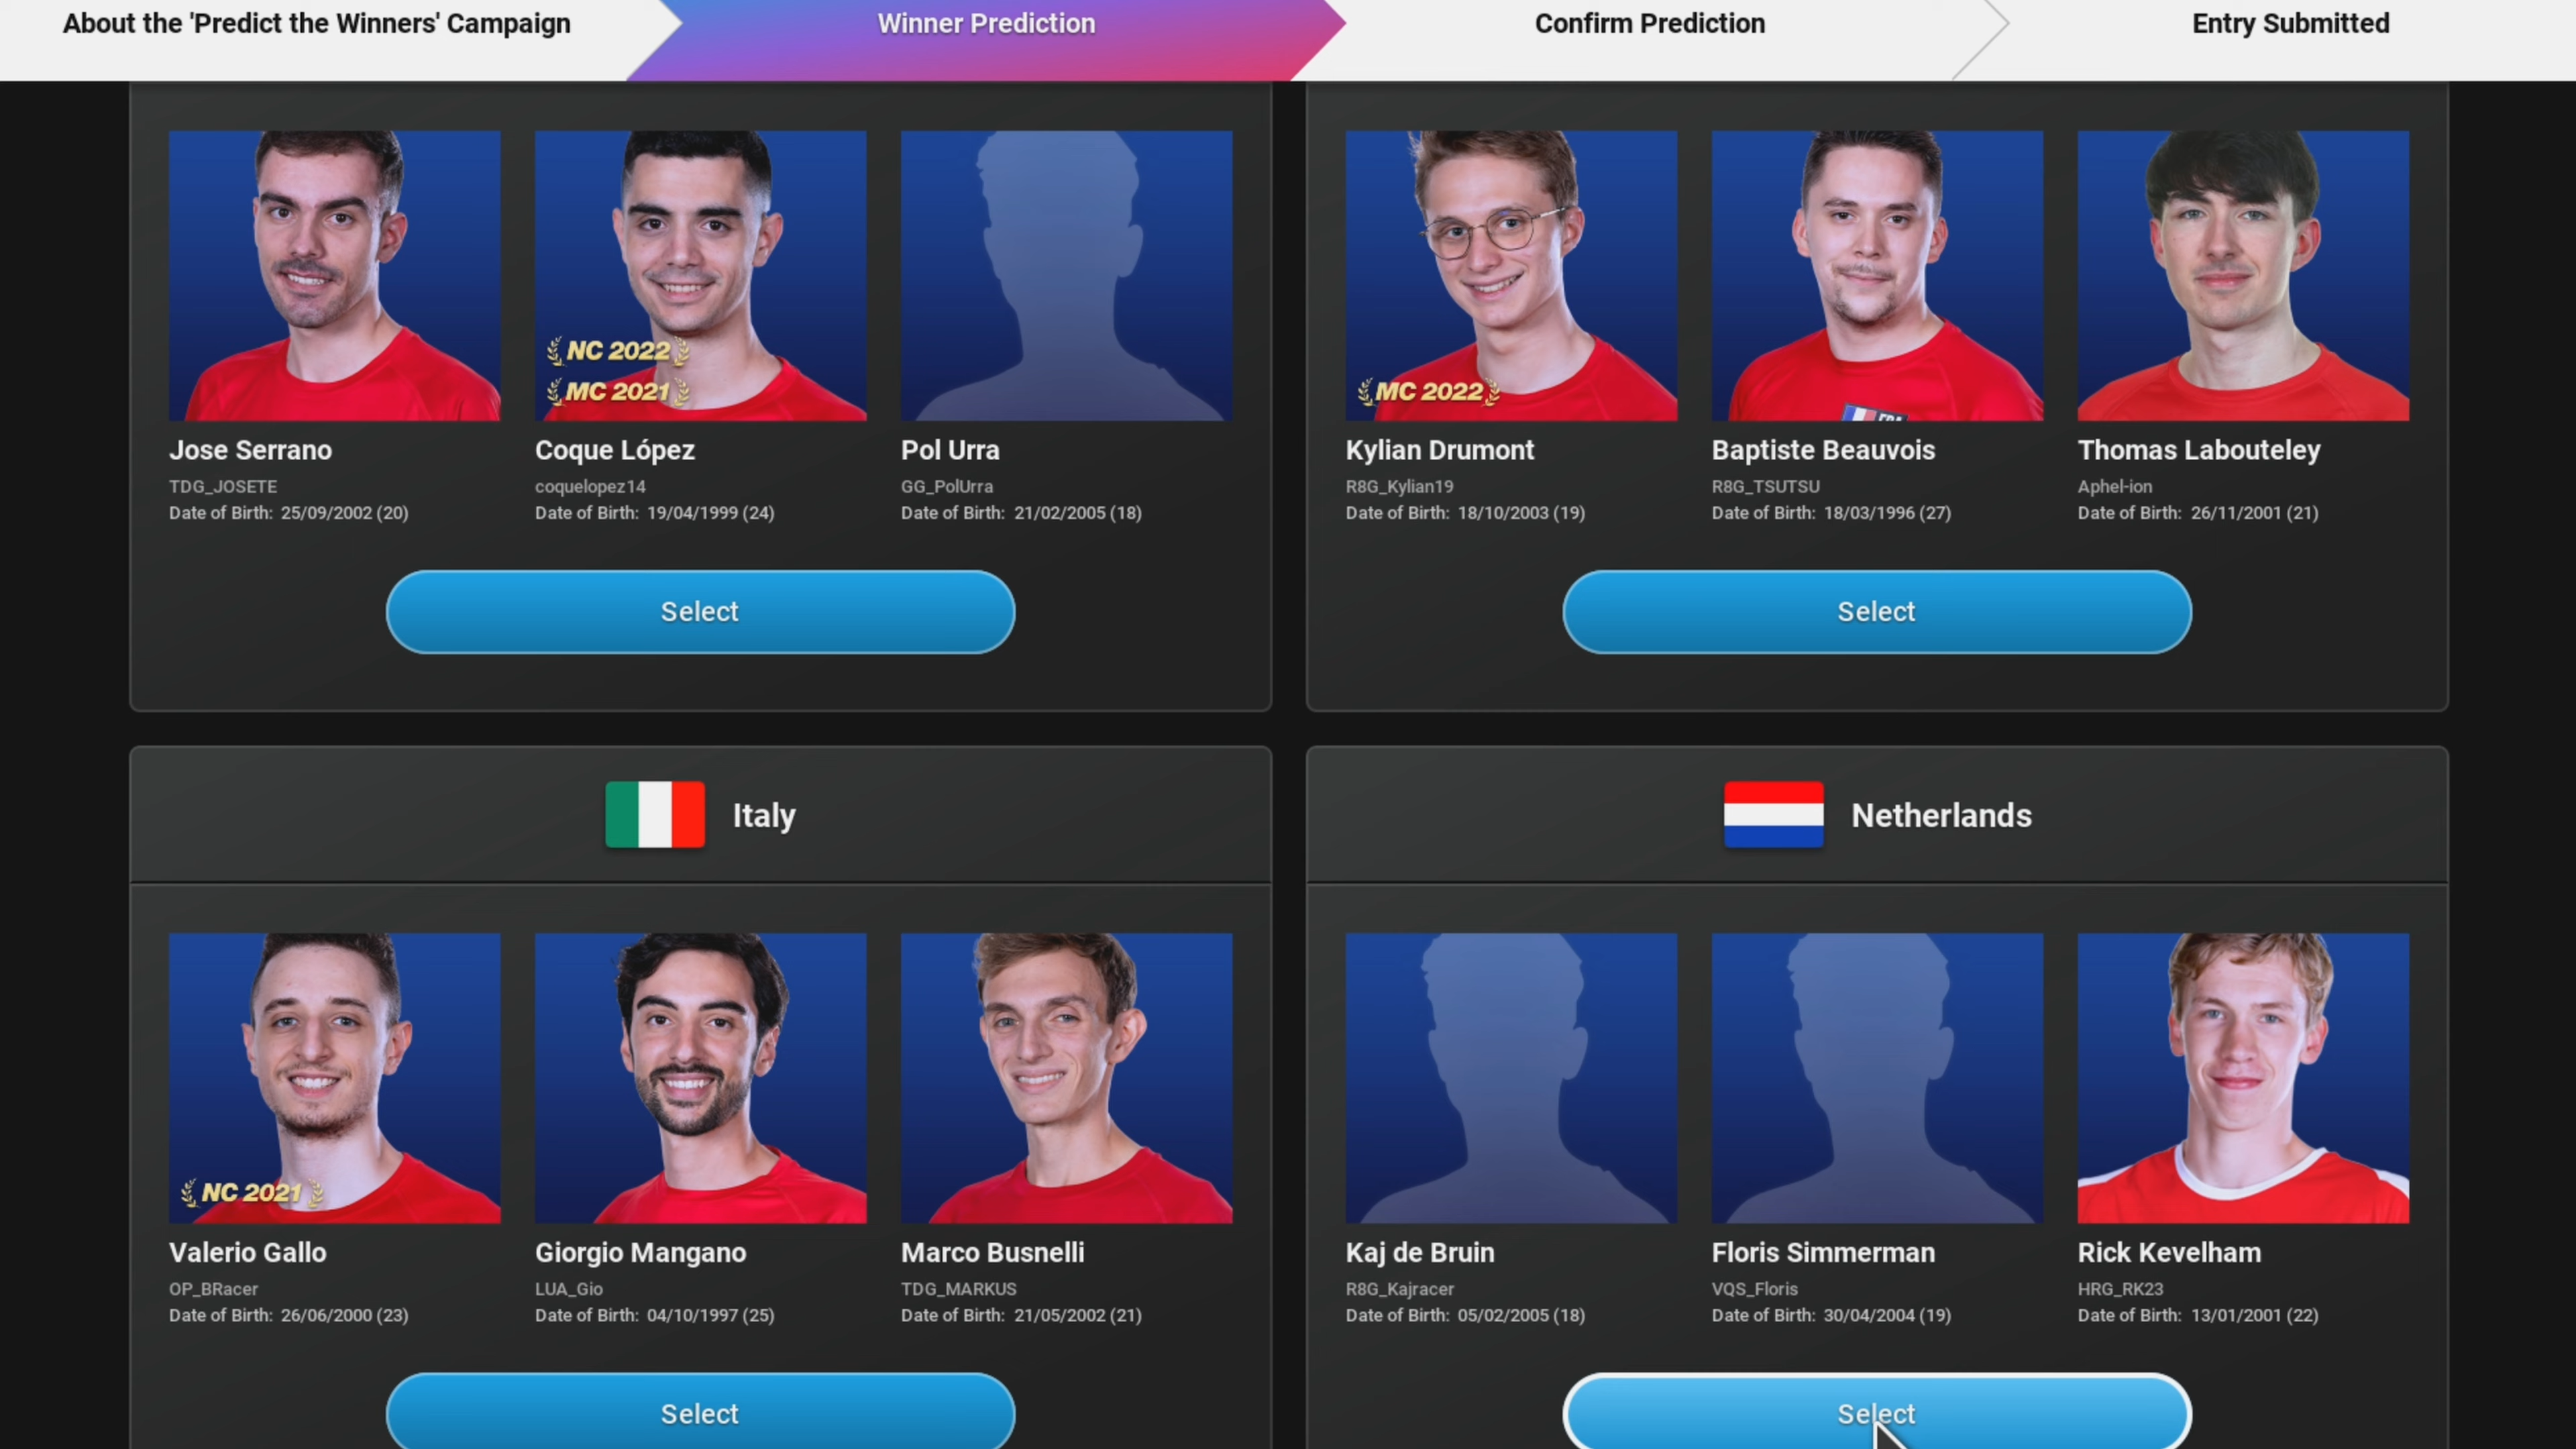 About the 'Predict the Winners' Campaign
Winner Prediction
Confirm Prediction
Entry Submitted
NC 2022
MC 2021
Jose Serrano
TDG_JOSETE
Date of Birth: 25/09/2002 (20)
Coque López
coquelopez14
Date of Birth: 19/04/1999 (24)
Pol Urra
GG_PolUrra
Date of Birth: 21/02/2005 (18)
Select
MC 2022
Kylian Drumont
R8G_Kylian19
Date of Birth: 18/10/2003 (19)
Baptiste Beauvois
R8G_TSUTSU
Date of Birth: 18/03/1996 (27)
Thomas Labouteley
Aphel-ion
Date of Birth: 26/11/2001 (21)
Select
Italy
NC 2021
Valerio Gallo
OP_BRacer
Date of Birth: 26/06/2000 (23)
Giorgio Mangano
LUA_Gio
Date of Birth: 04/10/1997 (25)
Marco Busnelli
TDG_MARKUS
Date of Birth: 21/05/2002 (21)
Select
Netherlands
Kaj de Bruin
R8G_Kajracer
Date of Birth: 05/02/2005 (18)
Floris Simmerman
VQS_Floris
Date of Birth: 30/04/2004 (19)
Rick Kevelham
HRG_RK23
Date of Birth: 13/01/2001 (22)
Select